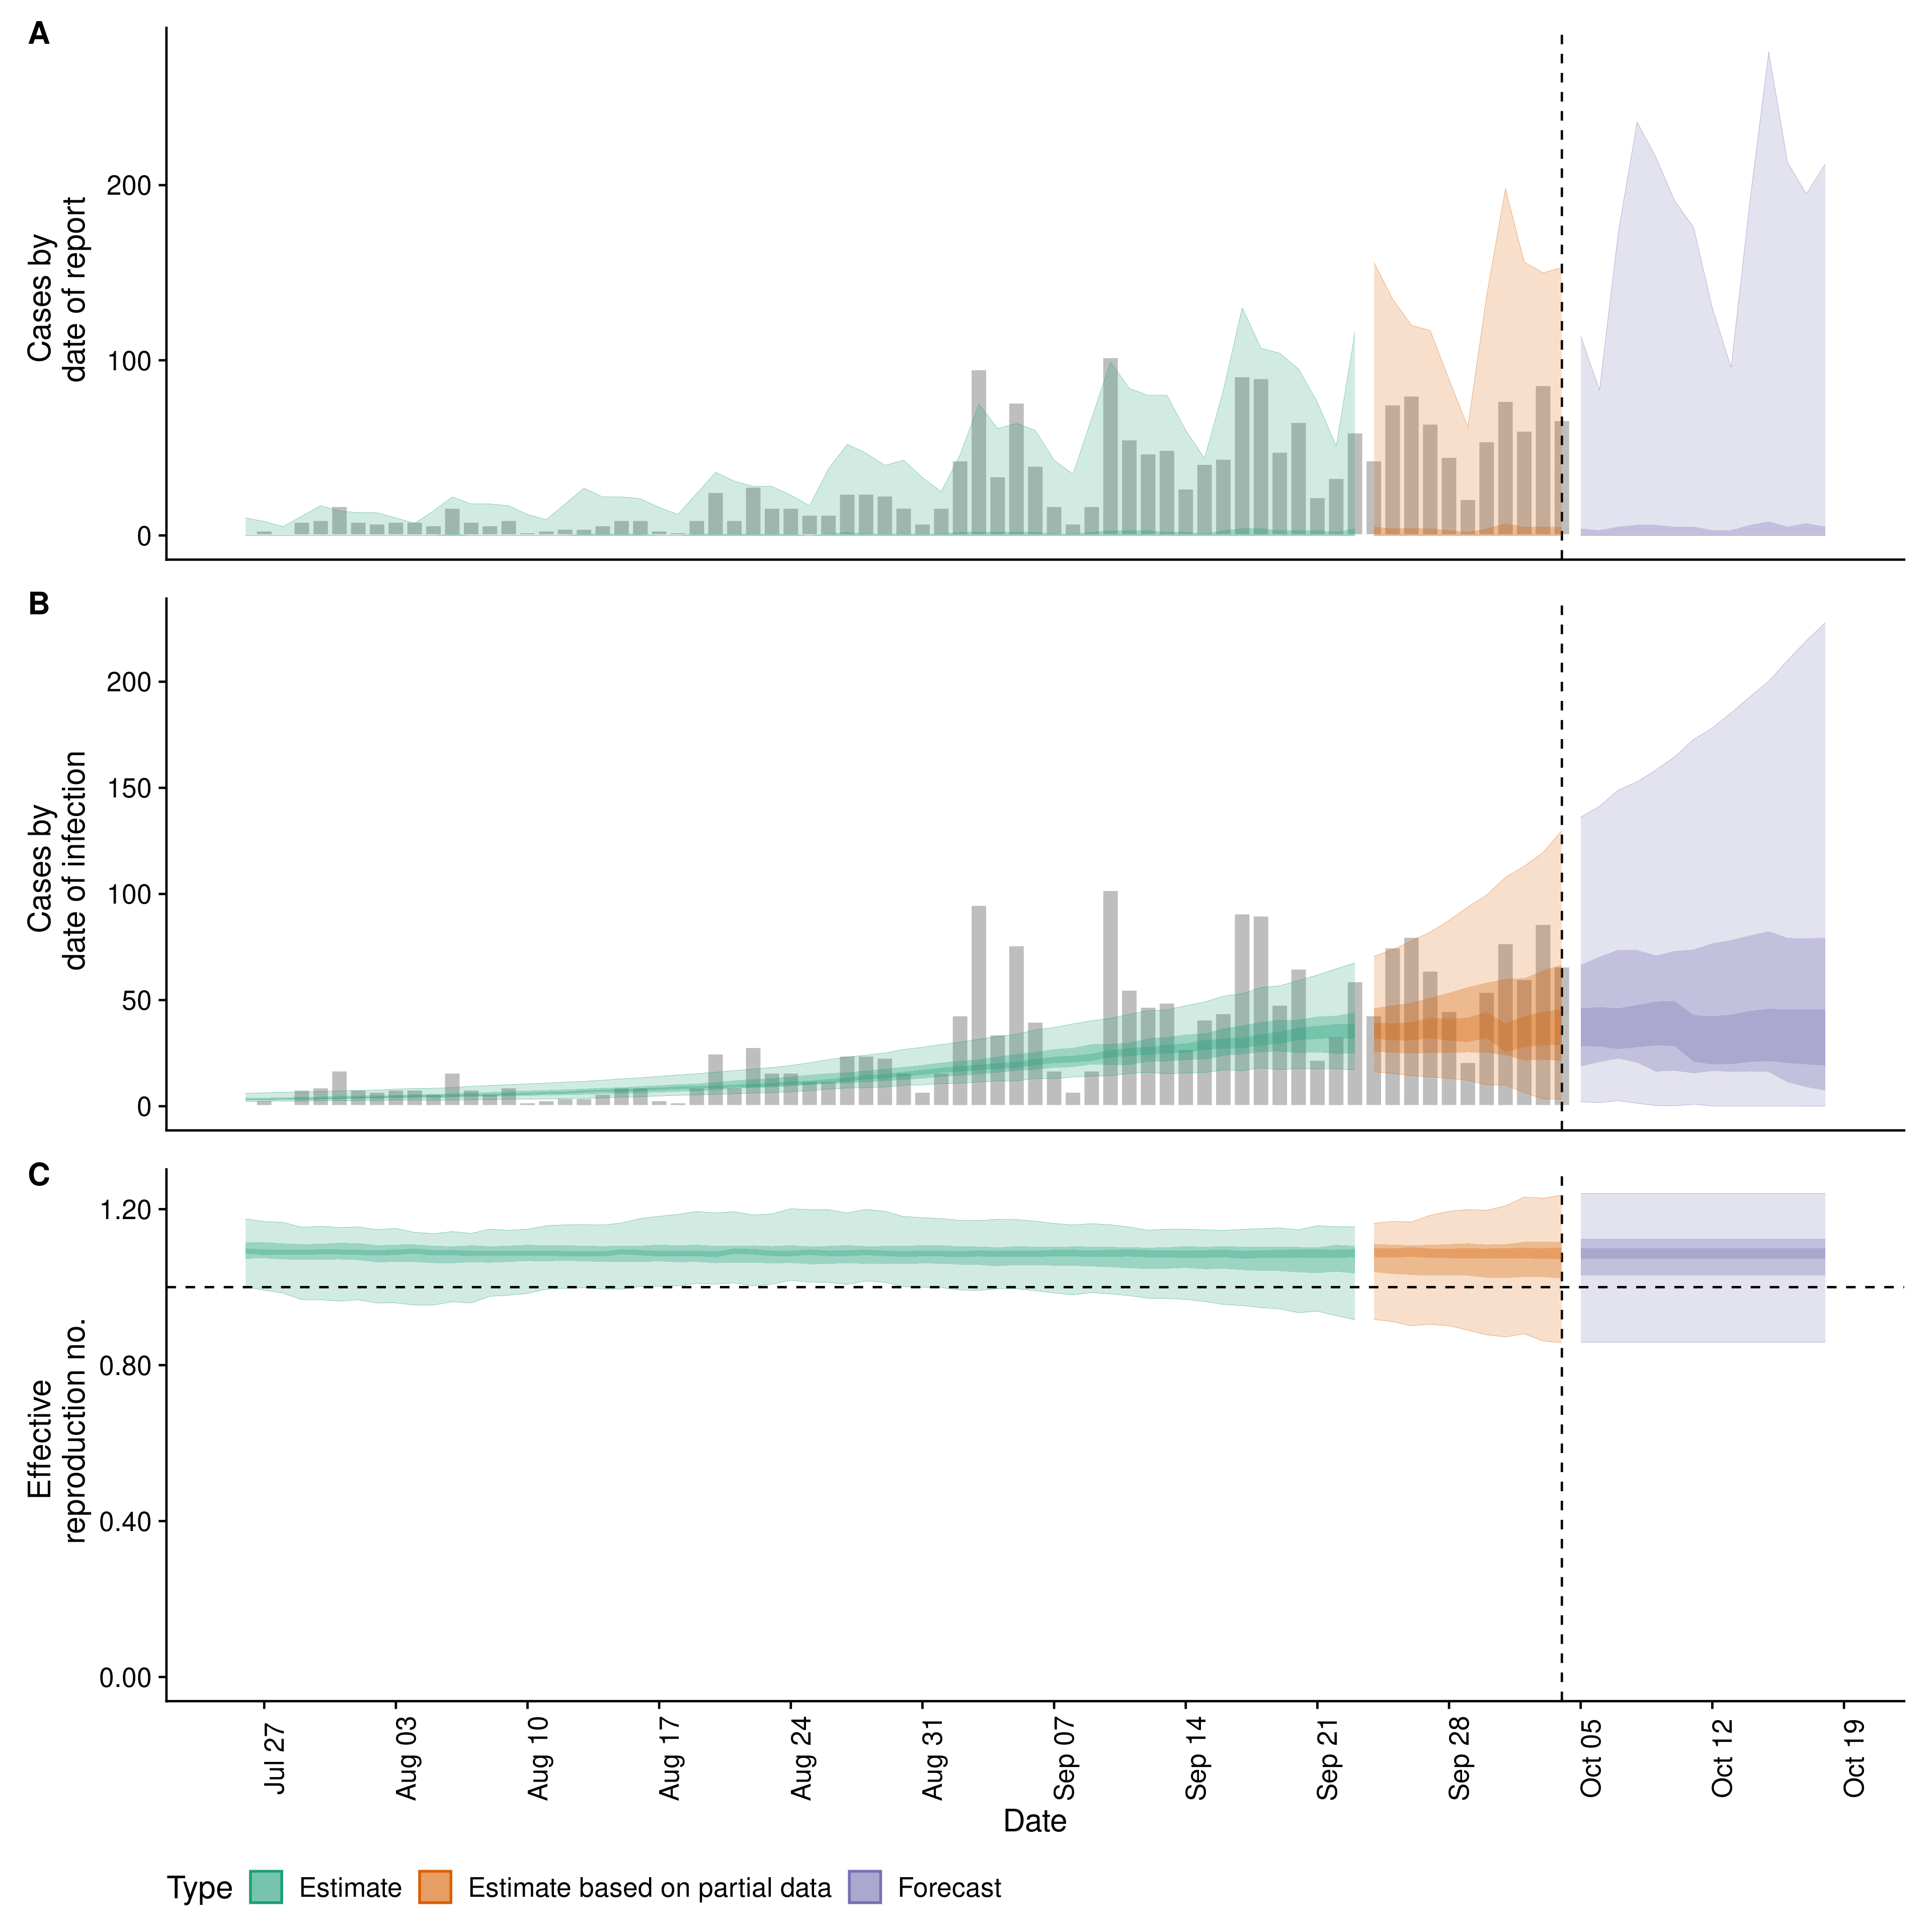 A
Cases by
date of report
200
100
0
B
Cases by
date of infection
200
150
100
50
0
C
Effective
reproduction no.
1.20
0.80
0.40
0.00
Jul 27
Aug 03
Aug 10
Aug 17
Aug 24
Aug 31
Sep 07
Sep 14
Sep 21
Sep 28
Oct 05
Oct 12
Oct 19
Date
Type Estimate Estimate based on partial data Forecast